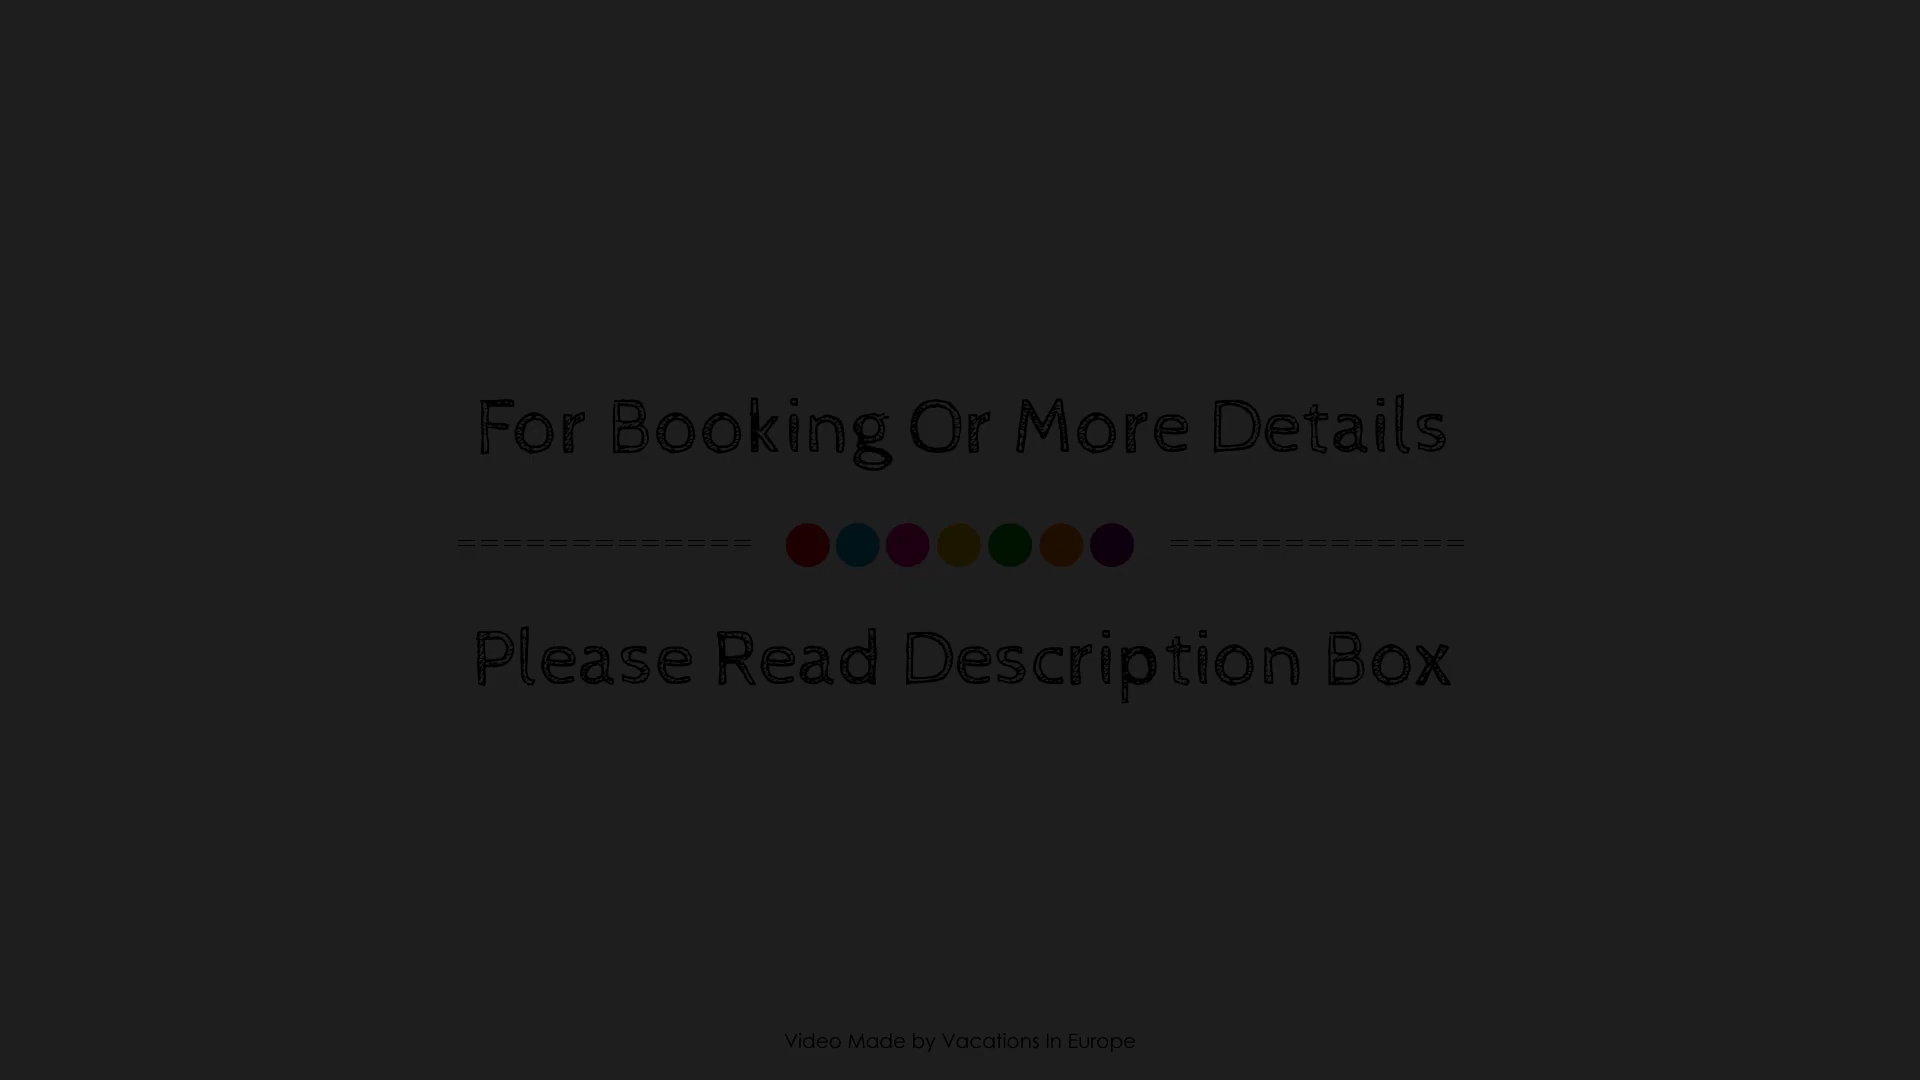 For Booking Or More Details
============= =============
Please Read Description Box
Video Made by Vacations In Europe